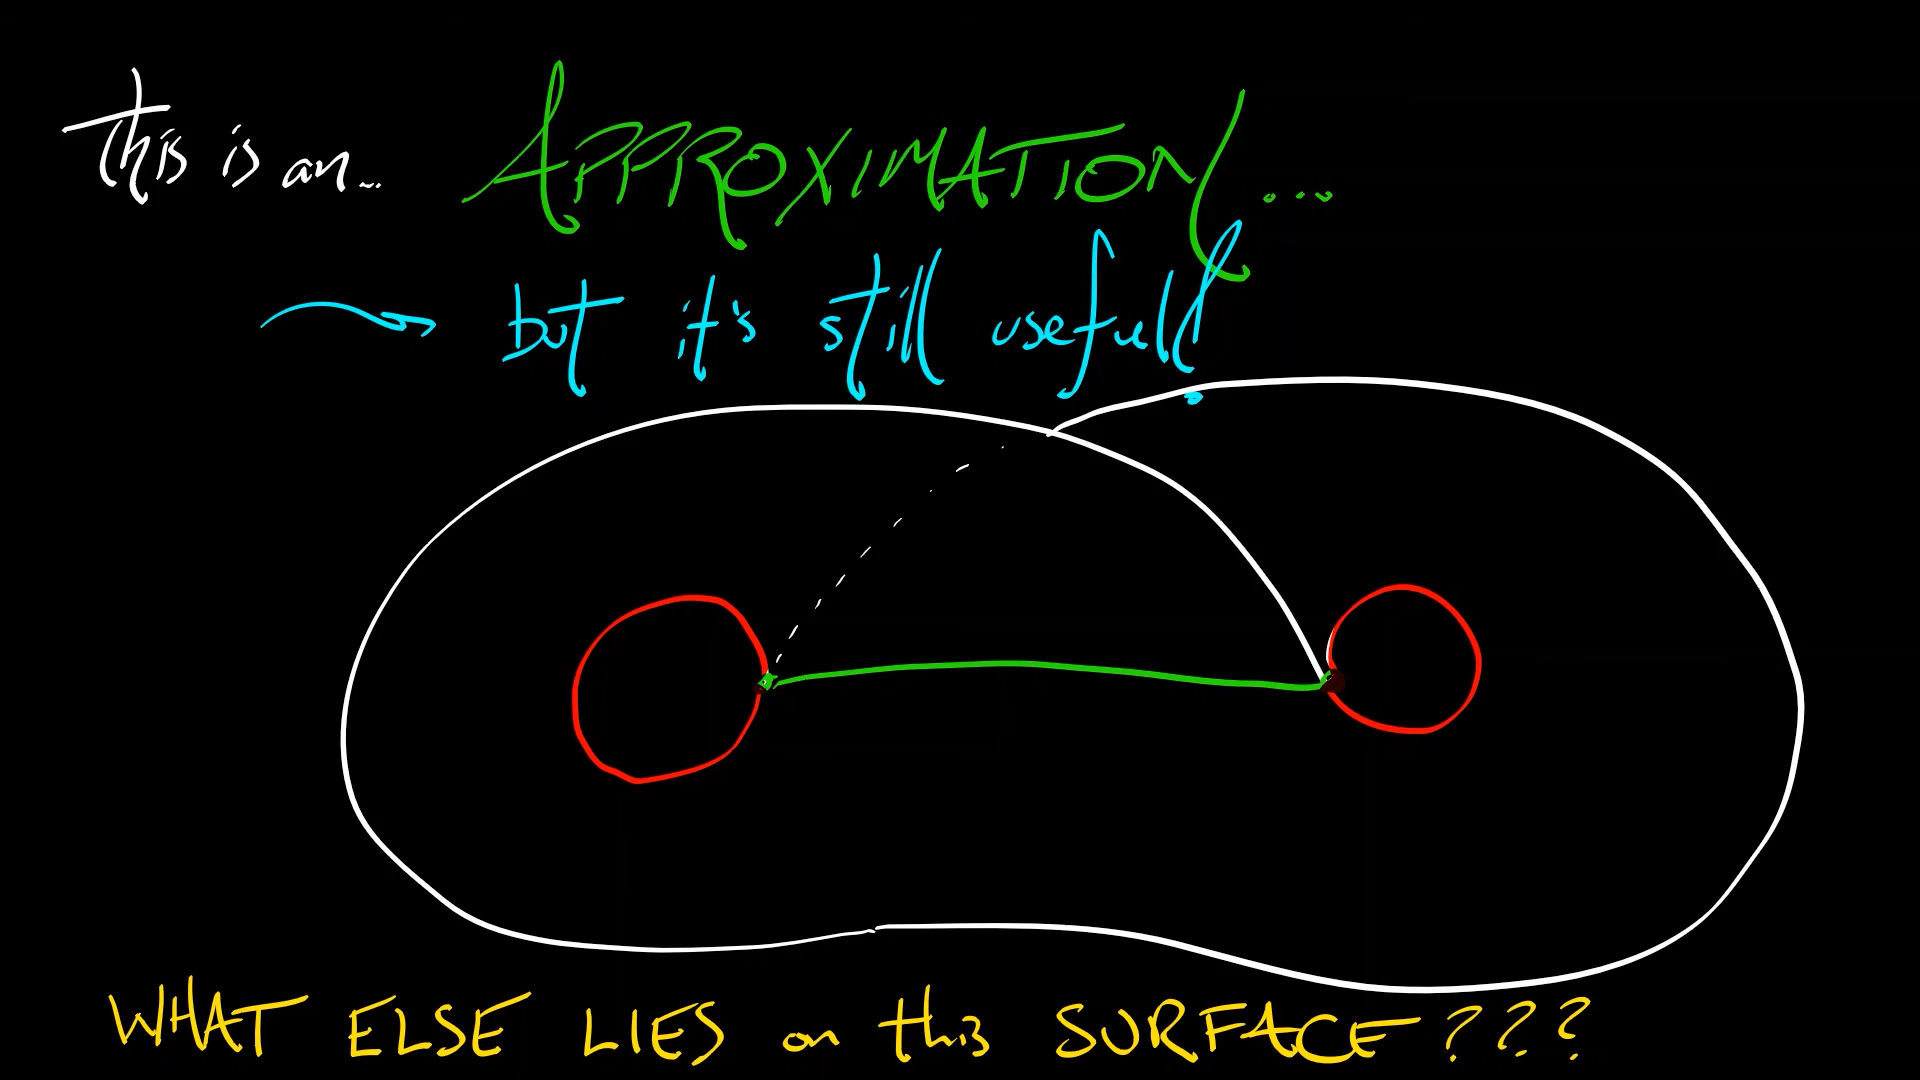 this is an... APPROXIMATION...
but it's still useful!
WHAT ELSE LIES on this SURFACE???